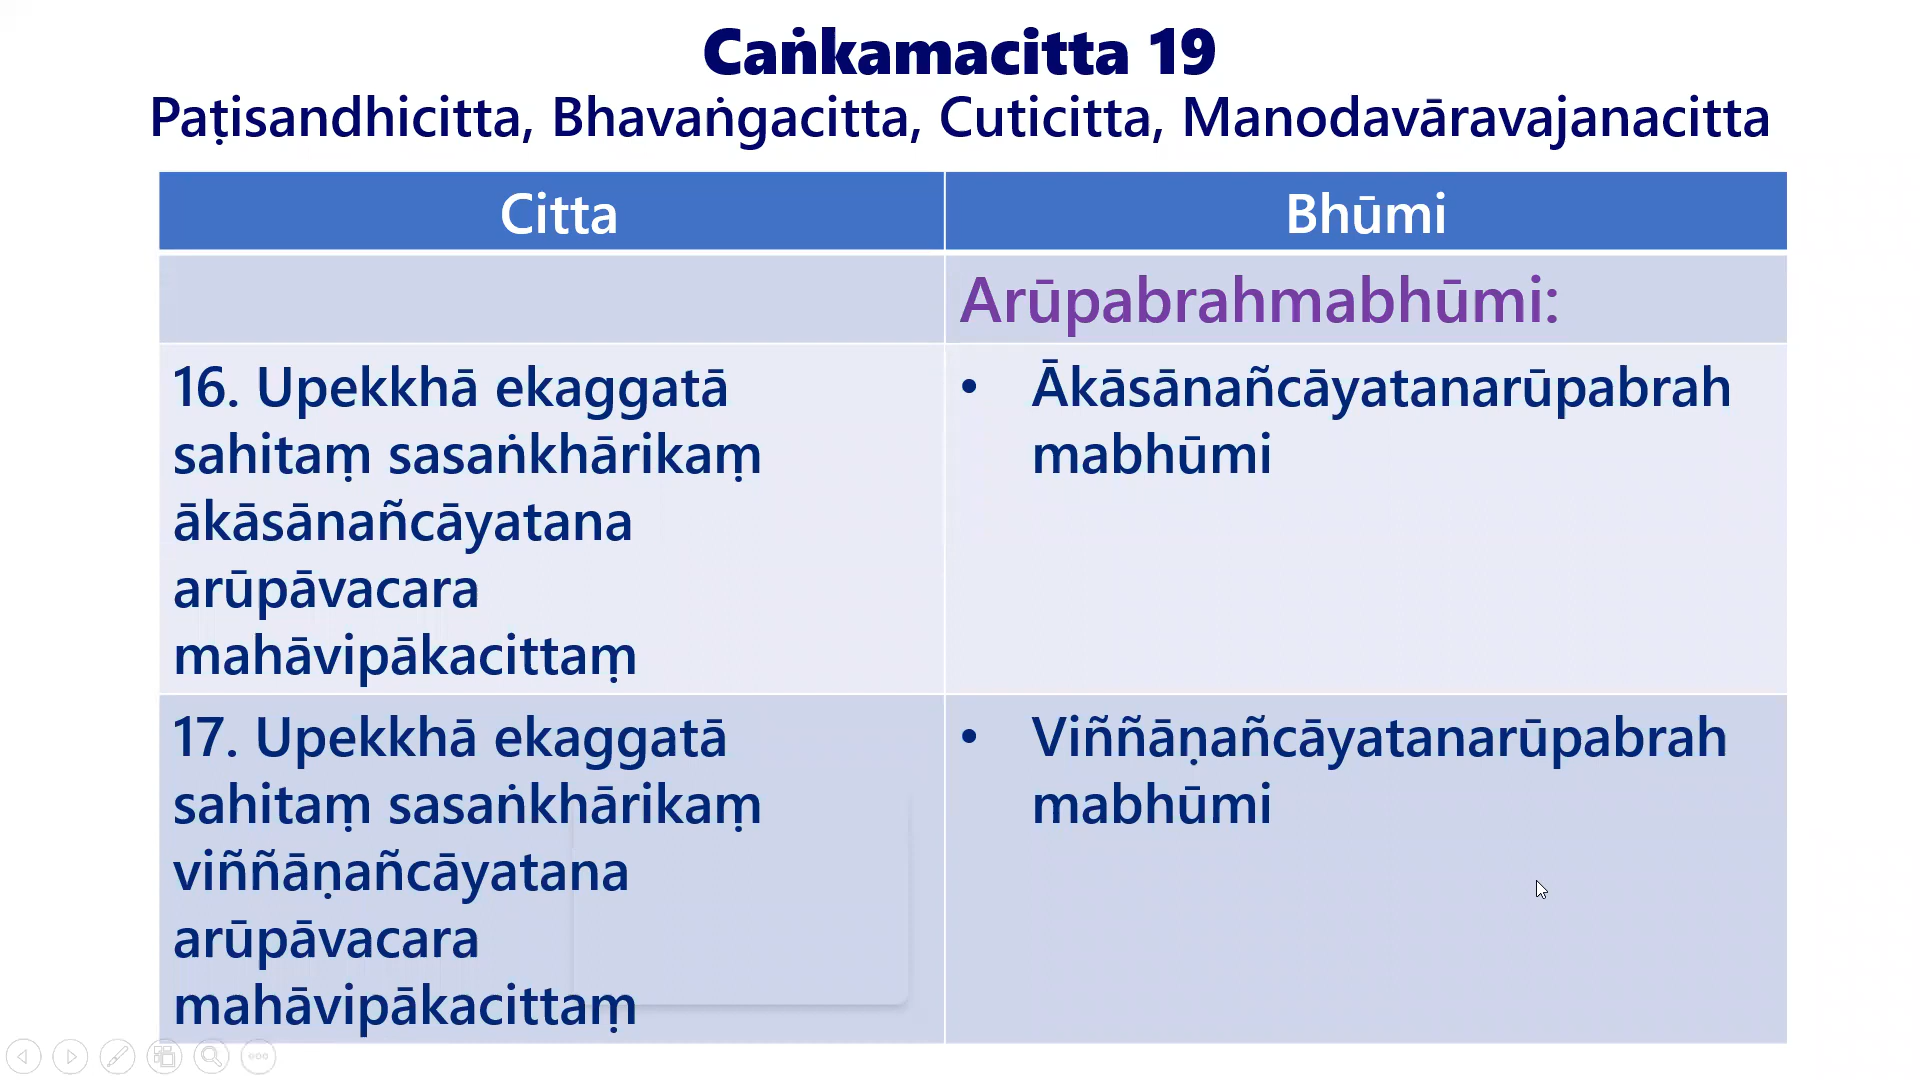 Caṅkamacitta 19
Paṭisandhicitta, Bhavaṅgacitta, Cuticitta, Manodavāravajanacitta
Citta
Bhūmi
Arūpabrahmabhūmi:
16. Upekkhā ekaggatā
sahitaṃ sasaṅkhārikaṃ
ākāsānañcāyatana
arūpāvacara
mahāvipākacittaṃ
• Ākāsānañcāyatanarūpabrah
mabhūmi
17. Upekkhā ekaggatā
sahitaṃ sasaṅkhārikaṃ
viññāṇañcāyatana
arūpāvacara
mahāvipākacittaṃ
• Viññāṇañcāyatanarūpabrah
mabhūmi